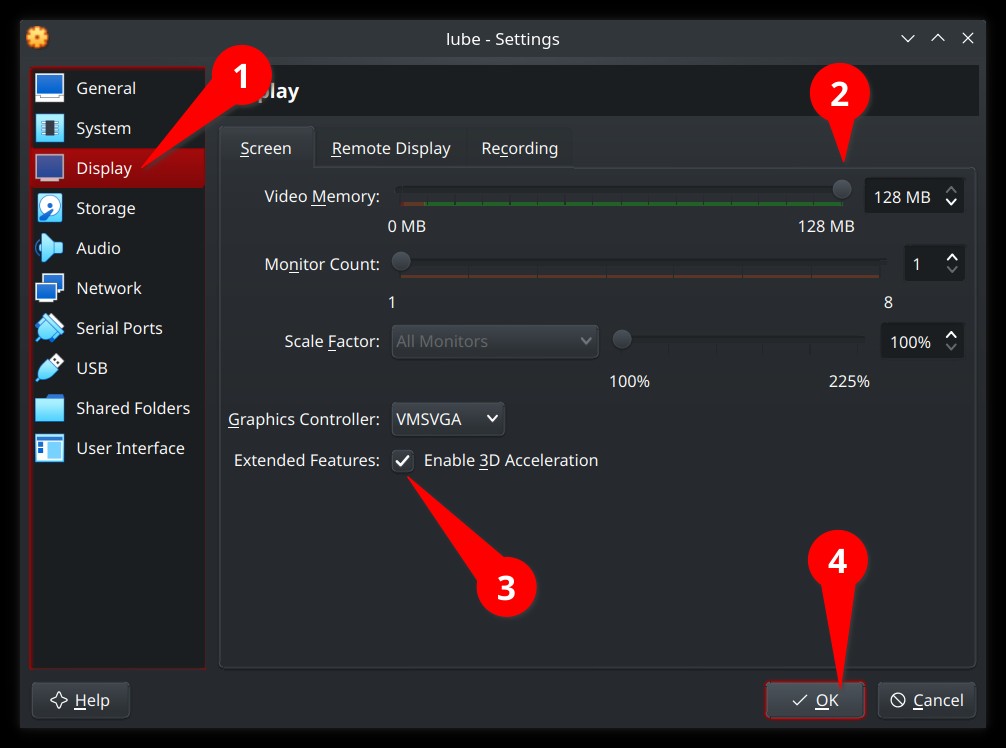 lube - Settings
General
System
Display
Storage
Audio
Network
Serial Ports
USB
Shared Folders
User Interface
1
play
2
Screen
Remote Display
Recording
Video Memory:
128 MB
0 MB
128 MB
Monitor Count:
1
1
8
Scale Factor:
All Monitors
100%
100%
225%
Graphics Controller:
VMSVGA
Extended Features:
Enable 3D Acceleration
3
4
Help
OK
Cancel